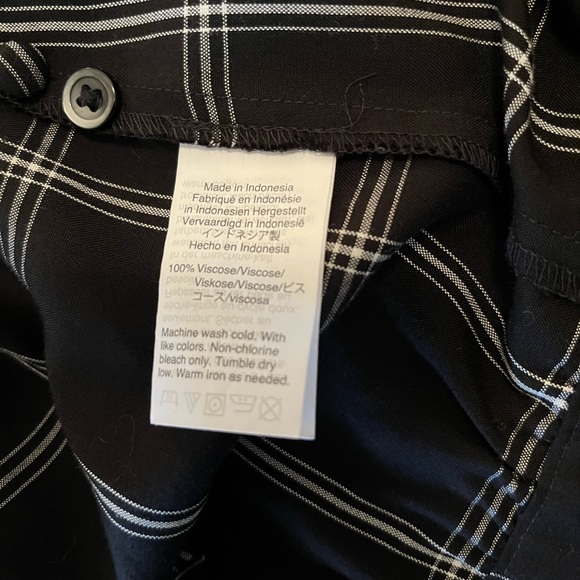 Made in Indonesia
Fabriqué en Indonésie
in Indonesien Hergestellt
Vervaardigd in Indonesië
インドネシア製
Hecho en Indonesia
100% Viscose/Viscose/
Viskose/Viscose/ビス
コース/viscosa
Machine wash cold. With
like colors. Non-chlorine
bleach only. Tumble dry
low. Warm iron as needed.